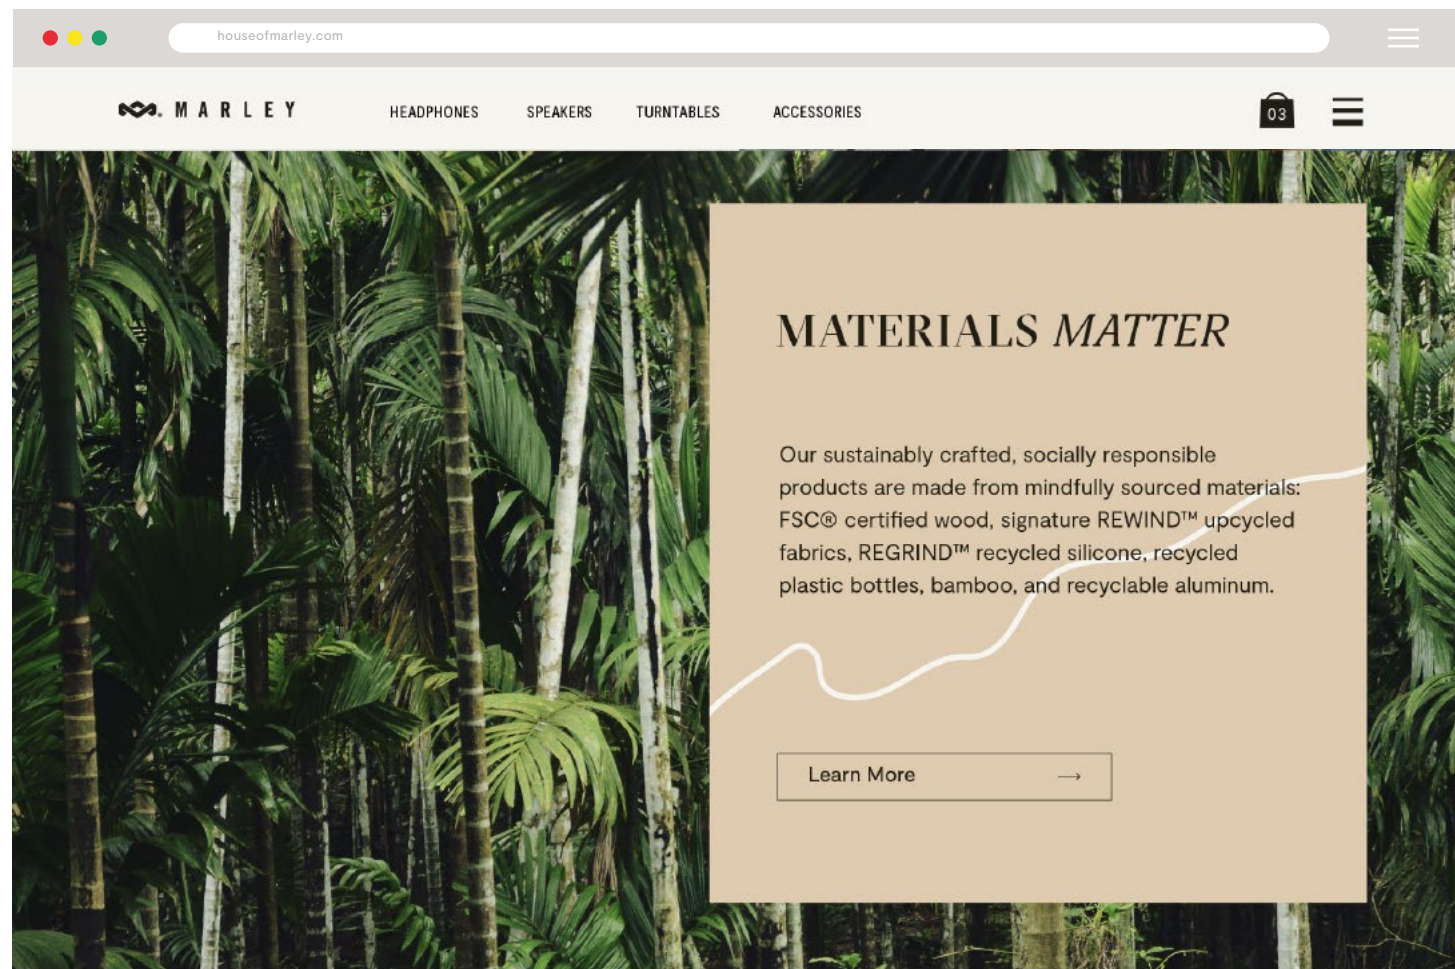 houseofmarley.com
MARLEY
HEADPHONES SPEAKERS TURNTABLES ACCESSORIES
03
MATERIALS MATTER
Our sustainably crafted, socially responsible
products are made from mindfully sourced materials:
FSC® certified wood, signature REWIND™ upcycled
fabrics, REGRIND™ recycled silicone, recycled
plastic bottles, bamboo, and recyclable aluminum.
Learn More →